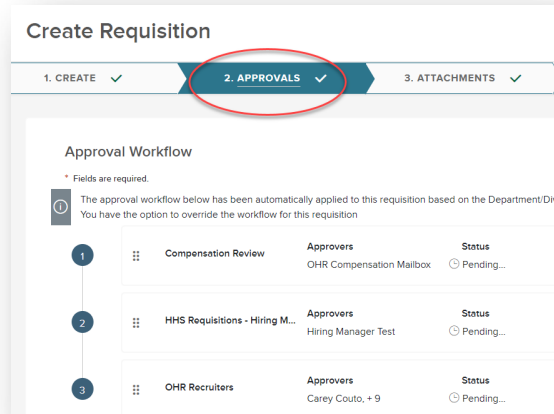 Create Requisition
1. CREATE
2. APPROVALS
3. ATTACHMENTS
Approval Workflow
* Fields are required.
The approval workflow below has been automatically applied to this requisition based on the Department/Div
You have the option to override the workflow for this requisition
1
Compensation Review
Approvers
OHR Compensation Mailbox
Status
Pending...
2
HHS Requisitions - Hiring M...
Approvers
Hiring Manager Test
Status
Pending...
3
OHR Recruiters
Approvers
Carey Couto, + 9
Status
Pending...